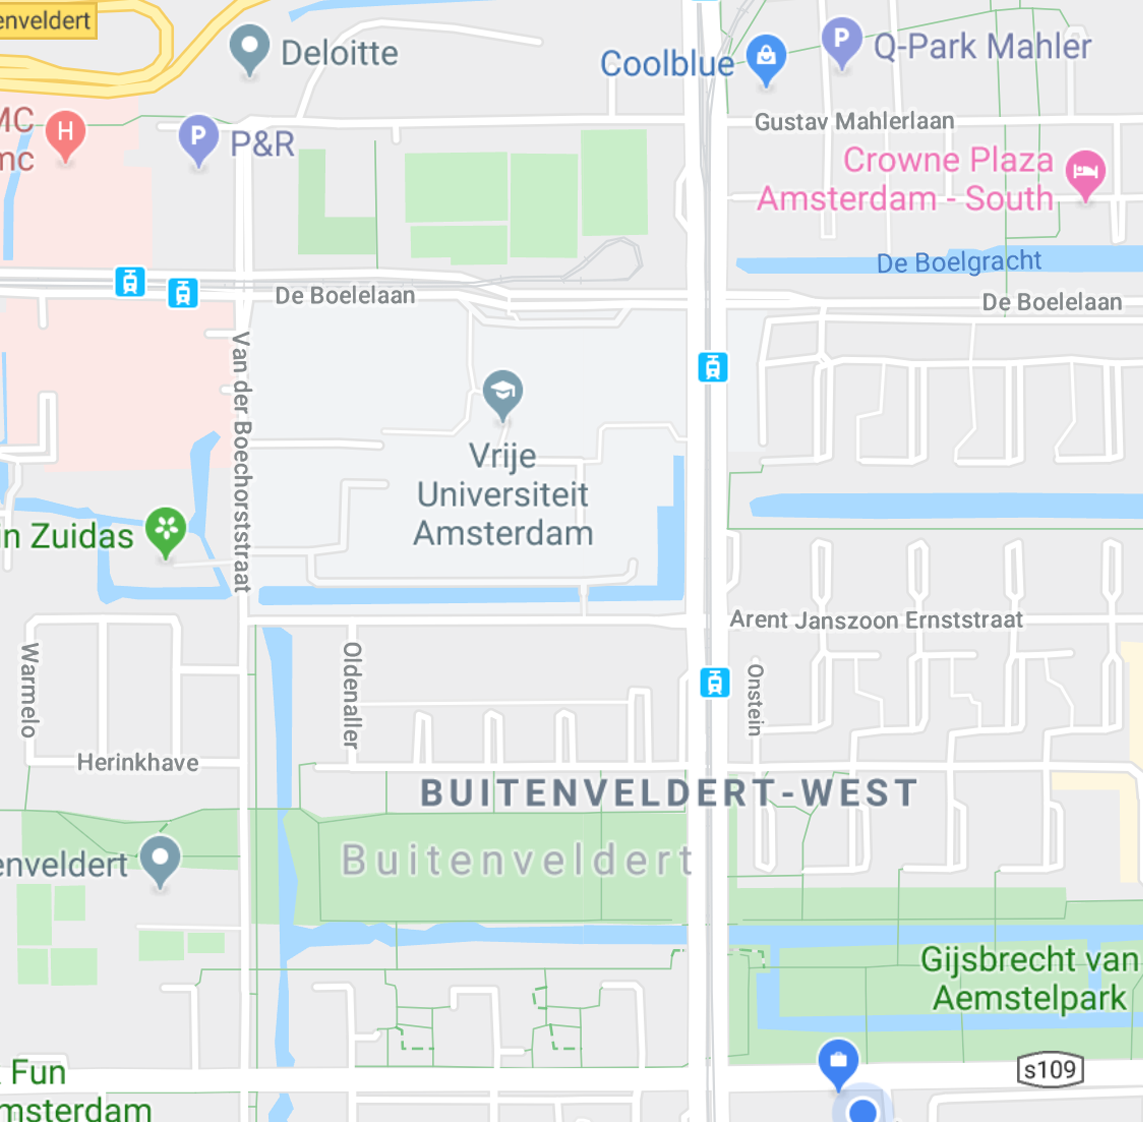 enveldert
Deloitte
Coolblue
P
Q-Park Mahler
MC
mc
H
P
P&R
Gustav Mahlerlaan
Crowne Plaza
Amsterdam - South
De Boelgracht
De Boelelaan
De Boelelaan
Van der Boechorststraat
Vrije
Universiteit
Amsterdam
in Zuidas
Arent Janszoon Ernststraat
Warmelo
Oldenaller
Onstein
Herinkhave
BUITENVELDERT-WEST
Buitenveldert
enveldert
Gijsbrecht van
Aemstelpark
s109
Fun
msterdam